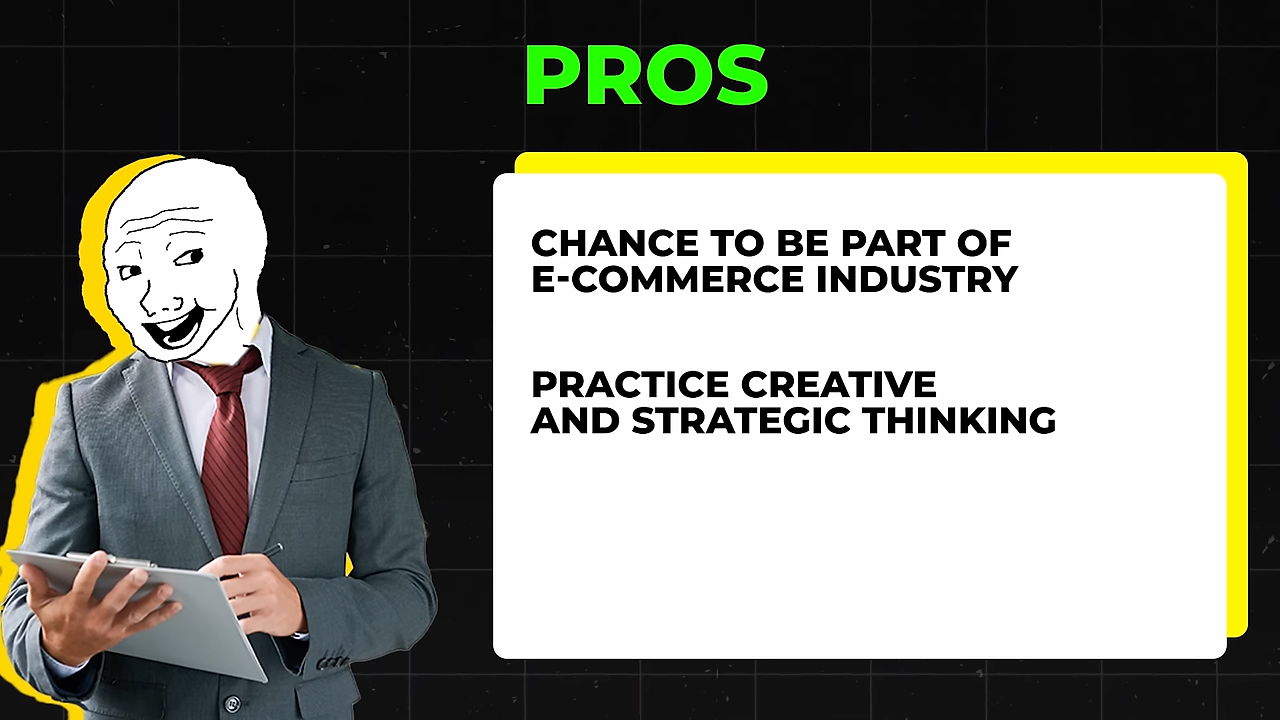 PROS
CHANCE TO BE PART OF
E-COMMERCE INDUSTRY
PRACTICE CREATIVE
AND STRATEGIC THINKING